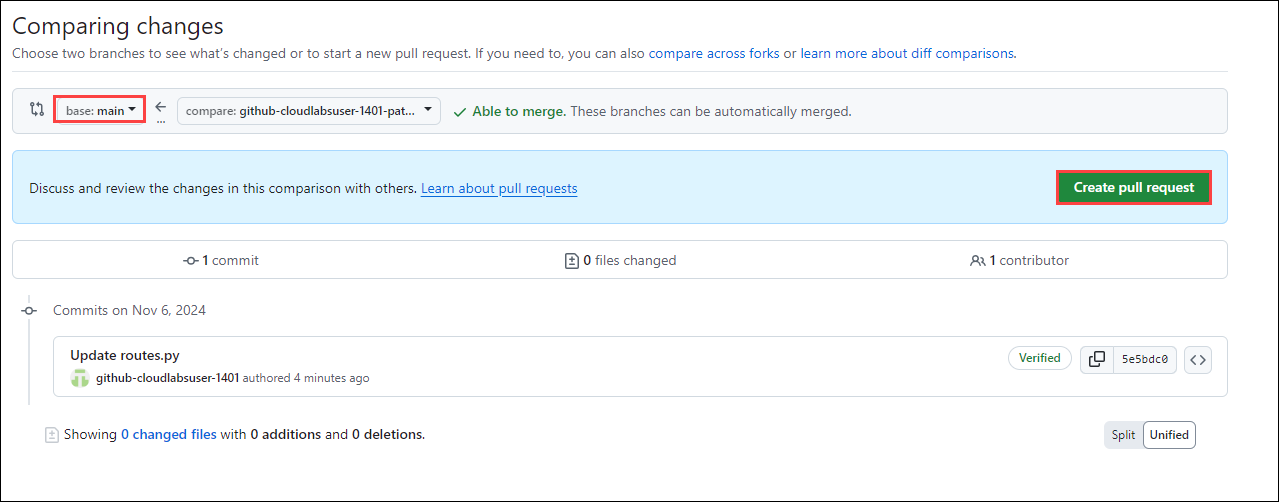 Comparing changes
Choose two branches to see what's changed or to start a new pull request. If you need to, you can also compare across forks or learn more about diff comparisons.
base: main
...
compare: github-cloudlabsuser-1401-pat...
Able to merge. These branches can be automatically merged.
Discuss and review the changes in this comparison with others. Learn about pull requests
Create pull request
1 commit
0 files changed
1 contributor
Commits on Nov 6, 2024
Update routes.py
github-cloudlabsuser-1401 authored 4 minutes ago
Verified
5e5bdc0
Showing 0 changed files with 0 additions and 0 deletions.
Split
Unified